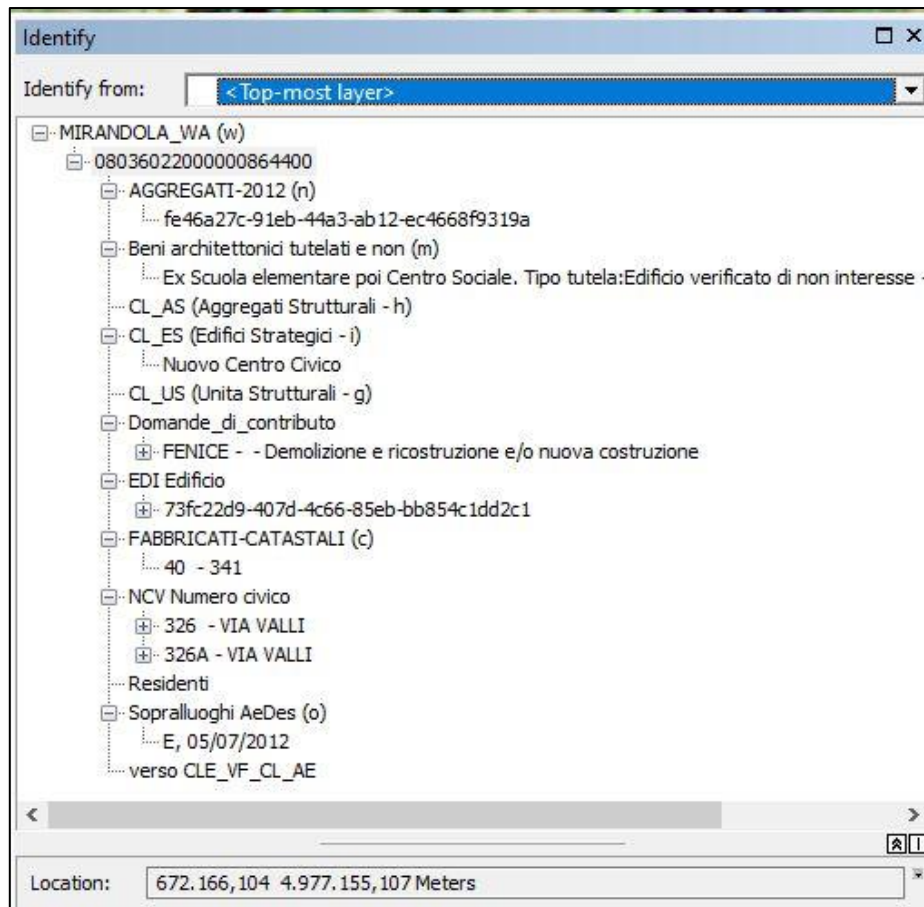 Identify
Identify from: <Top-most layer>
MIRANDOLA_WA (w)
08036022000000864400
AGGREGATI-2012 (n)
fe46a27c-91eb-44a3-ab12-ec4668f9319a
Beni architettonici tutelati e non (m)
Ex Scuola elementare poi Centro Sociale. Tipo tutela:Edificio verificato di non interesse -
CL_AS (Aggregati Strutturali - h)
CL_ES (Edifici Strategici - i)
Nuovo Centro Civico
CL_US (Unita Strutturali - g)
Domande_di_contributo
FENICE - - Demolizione e ricostruzione e/o nuova costruzione
EDI Edificio
73fc22d9-407d-4c66-85eb-bb854c1dd2c1
FABBRICATI-CATASTALI (c)
40 - 341
NCV Numero civico
326 - VIA VALLI
326A - VIA VALLI
Residenti
Sopralluoghi AeDes (o)
E, 05/07/2012
verso CLE_VF_CL_AE
Location: 672.166,104 4.977.155,107 Meters